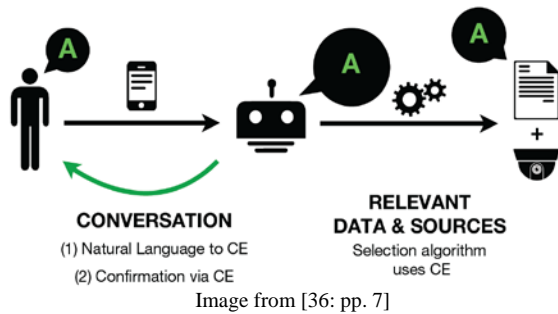 A
A
A
+
CONVERSATION
(1) Natural Language to CE
(2) Confirmation via CE
RELEVANT
DATA & SOURCES
Selection algorithm
uses CE
Image from [36: pp. 7]